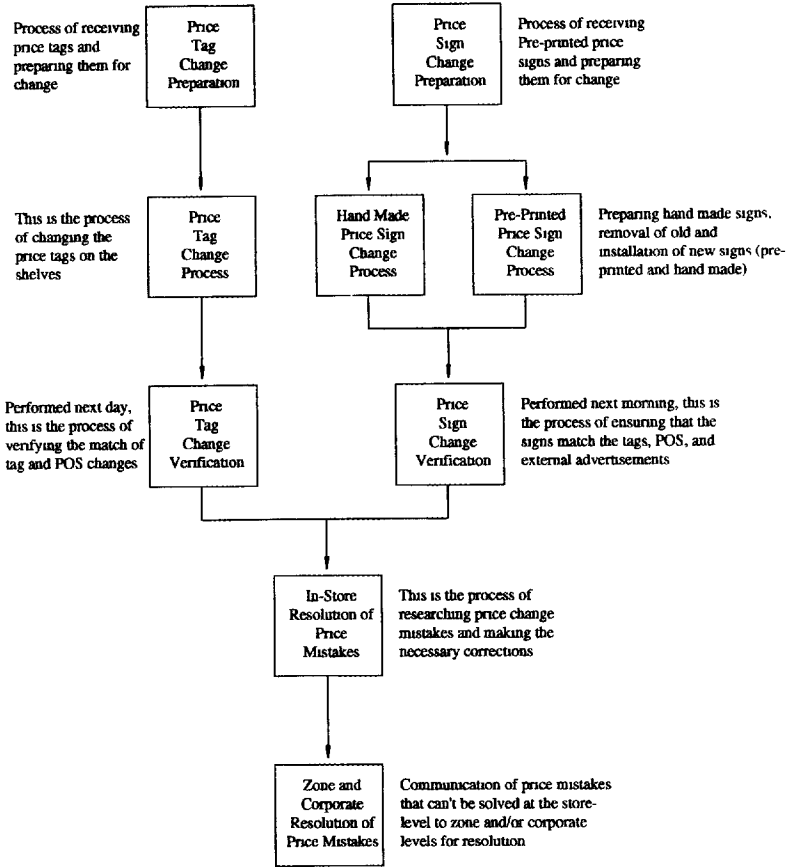 Process of receiving
price tags and
preparing them for
change
Price
Tag
Change
Preparation
Price
Sign
Change
Preparation
Process of receiving
Pre-printed price
signs and preparing
them for change
This is the process
of changing the
price tags on the
shelves
Price
Tag
Change
Process
Hand Made
Price Sign
Change
Process
Pre-Printed
Price Sign
Change
Process
Preparing hand made signs,
removal of old and
installation of new signs (pre-
printed and hand made)
Performed next day,
this is the process of
verifying the match of
tag and POS changes
Price
Tag
Change
Verification
Price
Sign
Change
Verification
Performed next morning, this is
the process of ensuring that the
signs match the tags, POS, and
external advertisements
In-Store
Resolution of
Price
Mistakes
This is the process of
researching price change
mistakes and making the
necessary corrections
Zone and
Corporate
Resolution of
Price Mistakes
Communication of price mistakes
that can't be solved at the store-
level to zone and/or corporate
levels for resolution